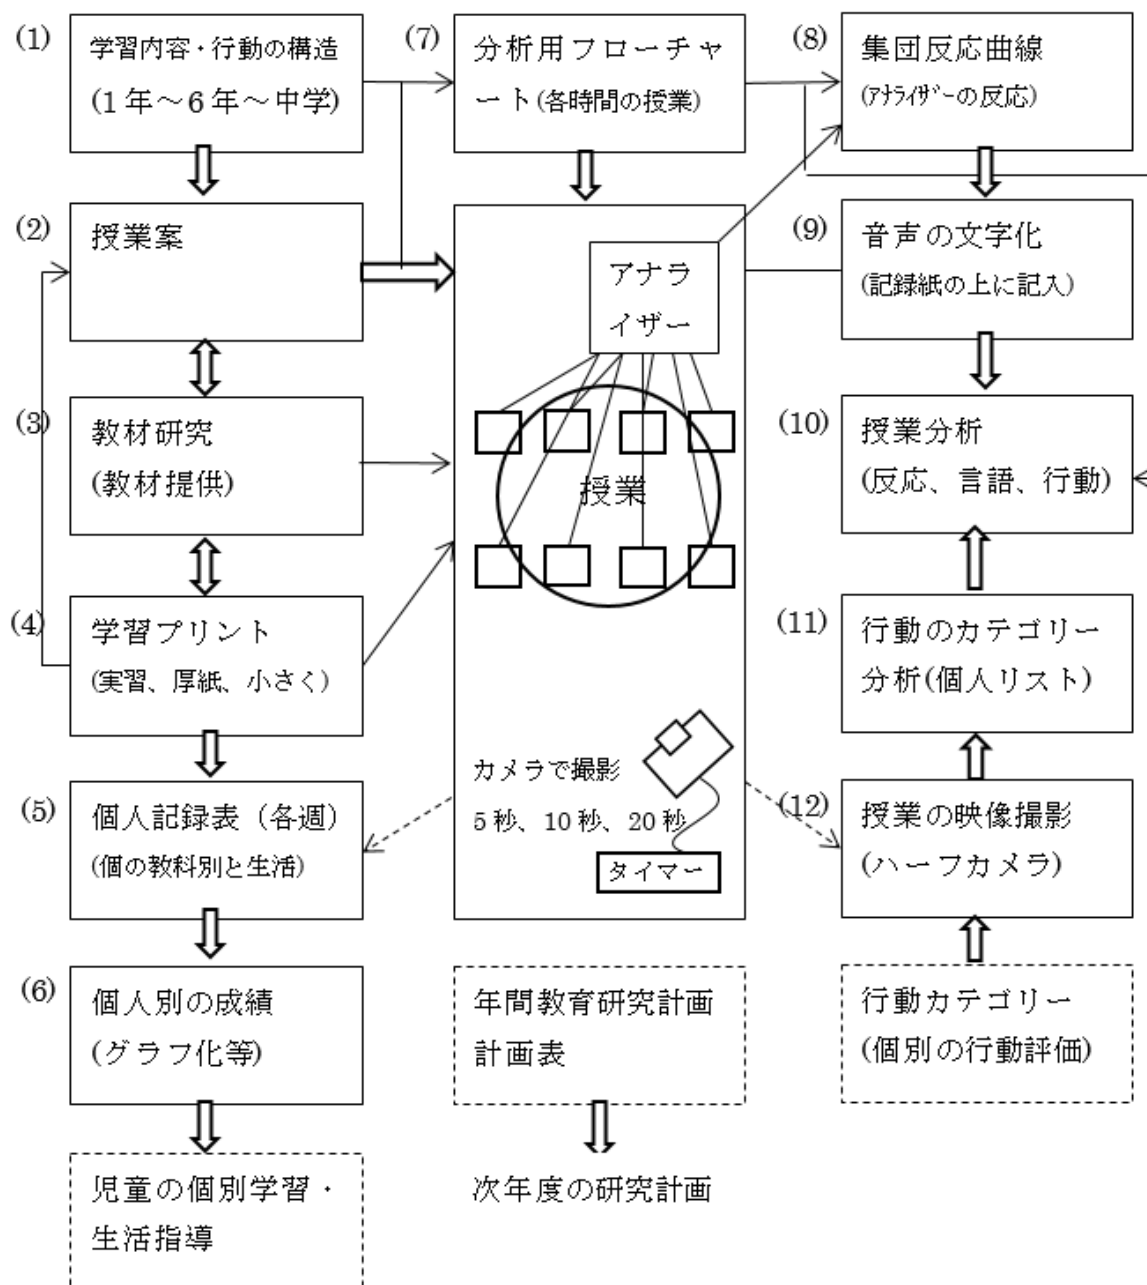 (1)
学習内容・行動の構造
(1年～6年～中学)
(2)
授業案
(3)
教材研究
(教材提供)
(4)
学習プリント
(実習、厚紙、小さく)
(5)
個人記録表（各週）
(個の教科別と生活)
(6)
個人別の成績
(グラフ化等)
児童の個別学習・
生活指導
(7)
分析用フローチャ
ート(各時間の授業)
アナラ
イザー
授業
カメラで撮影
5秒、10秒、20秒
タイマー
年間教育研究計画
計画表
次年度の研究計画
(8)
集団反応曲線
(ｱﾅﾗｲｻﾞｰの反応)
(9)
音声の文字化
(記録紙の上に記入)
(10)
授業分析
(反応、言語、行動)
(11)
行動のカテゴリー
分析(個人リスト)
(12)
授業の映像撮影
(ハーフカメラ)
行動カテゴリー
(個別の行動評価)